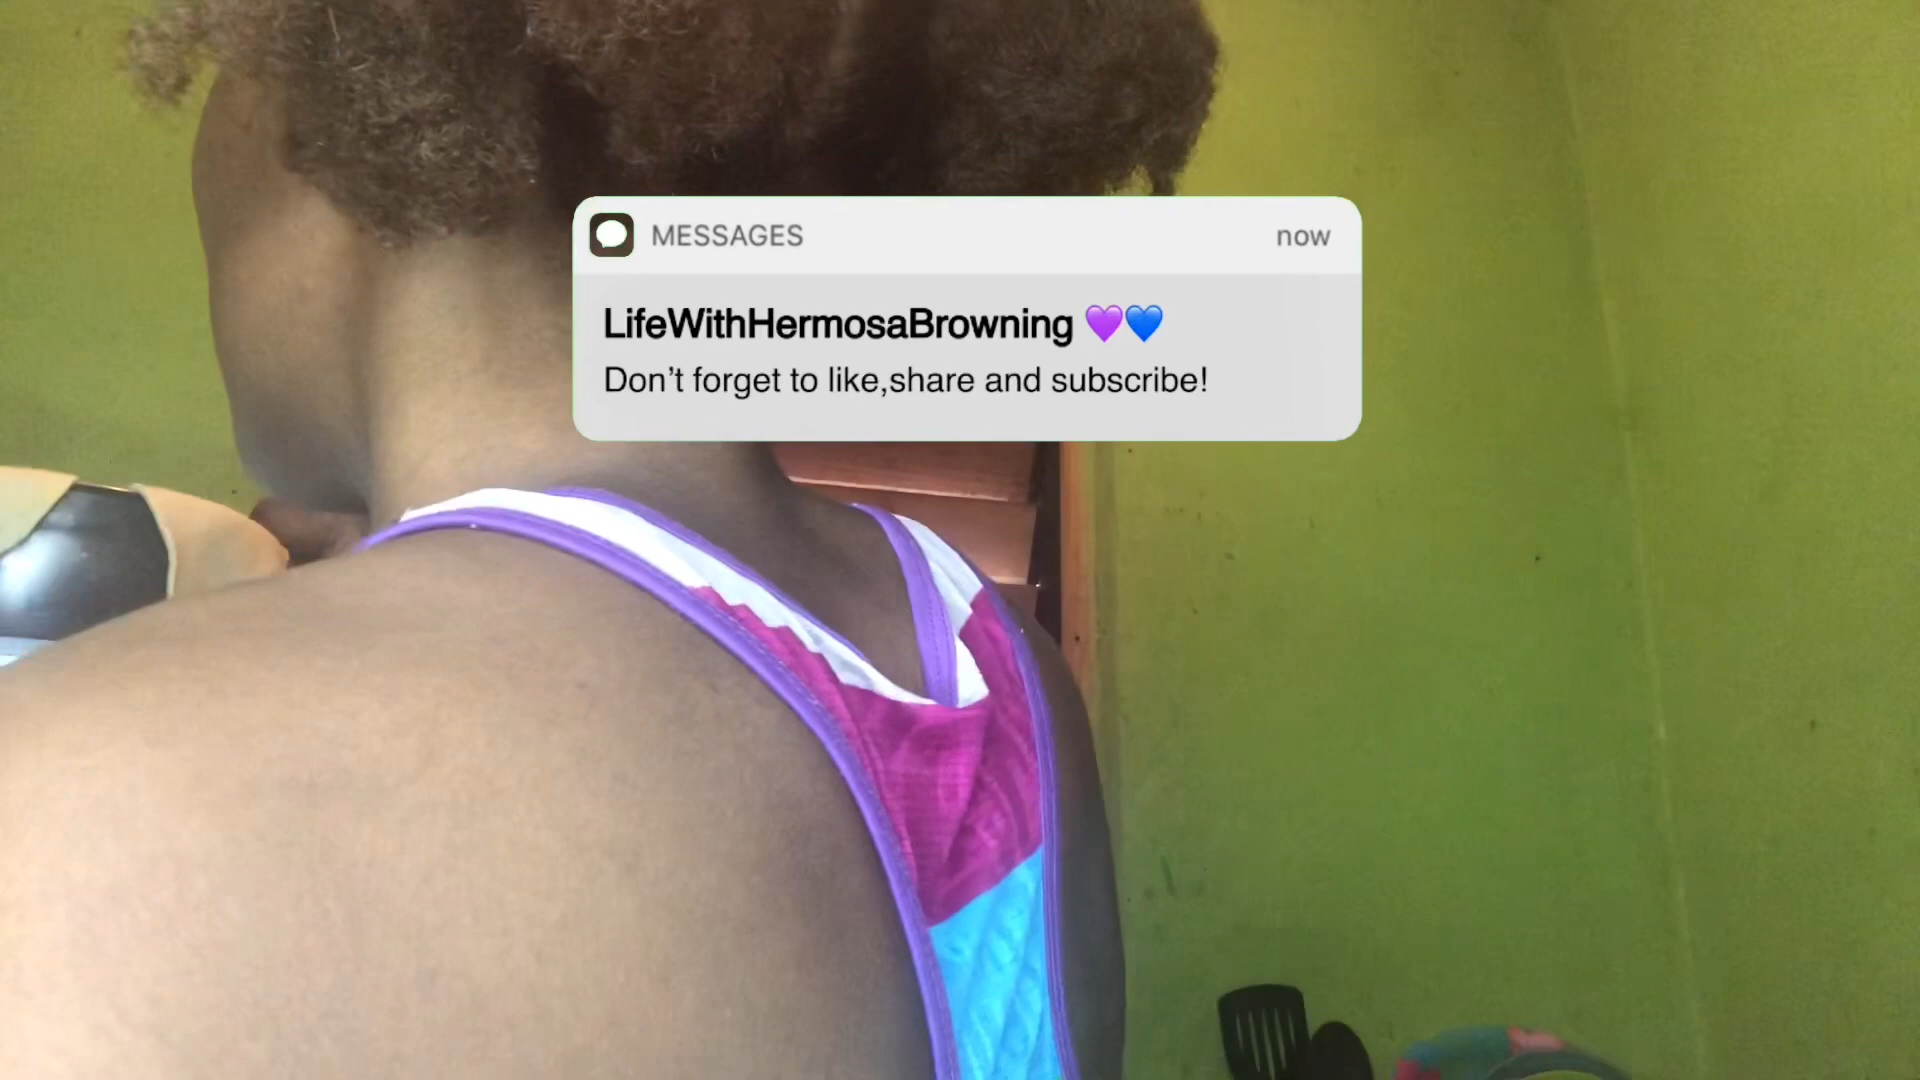 MESSAGES now
LifeWithHermosaBrowning 💜💙
Don’t forget to like,share and subscribe!